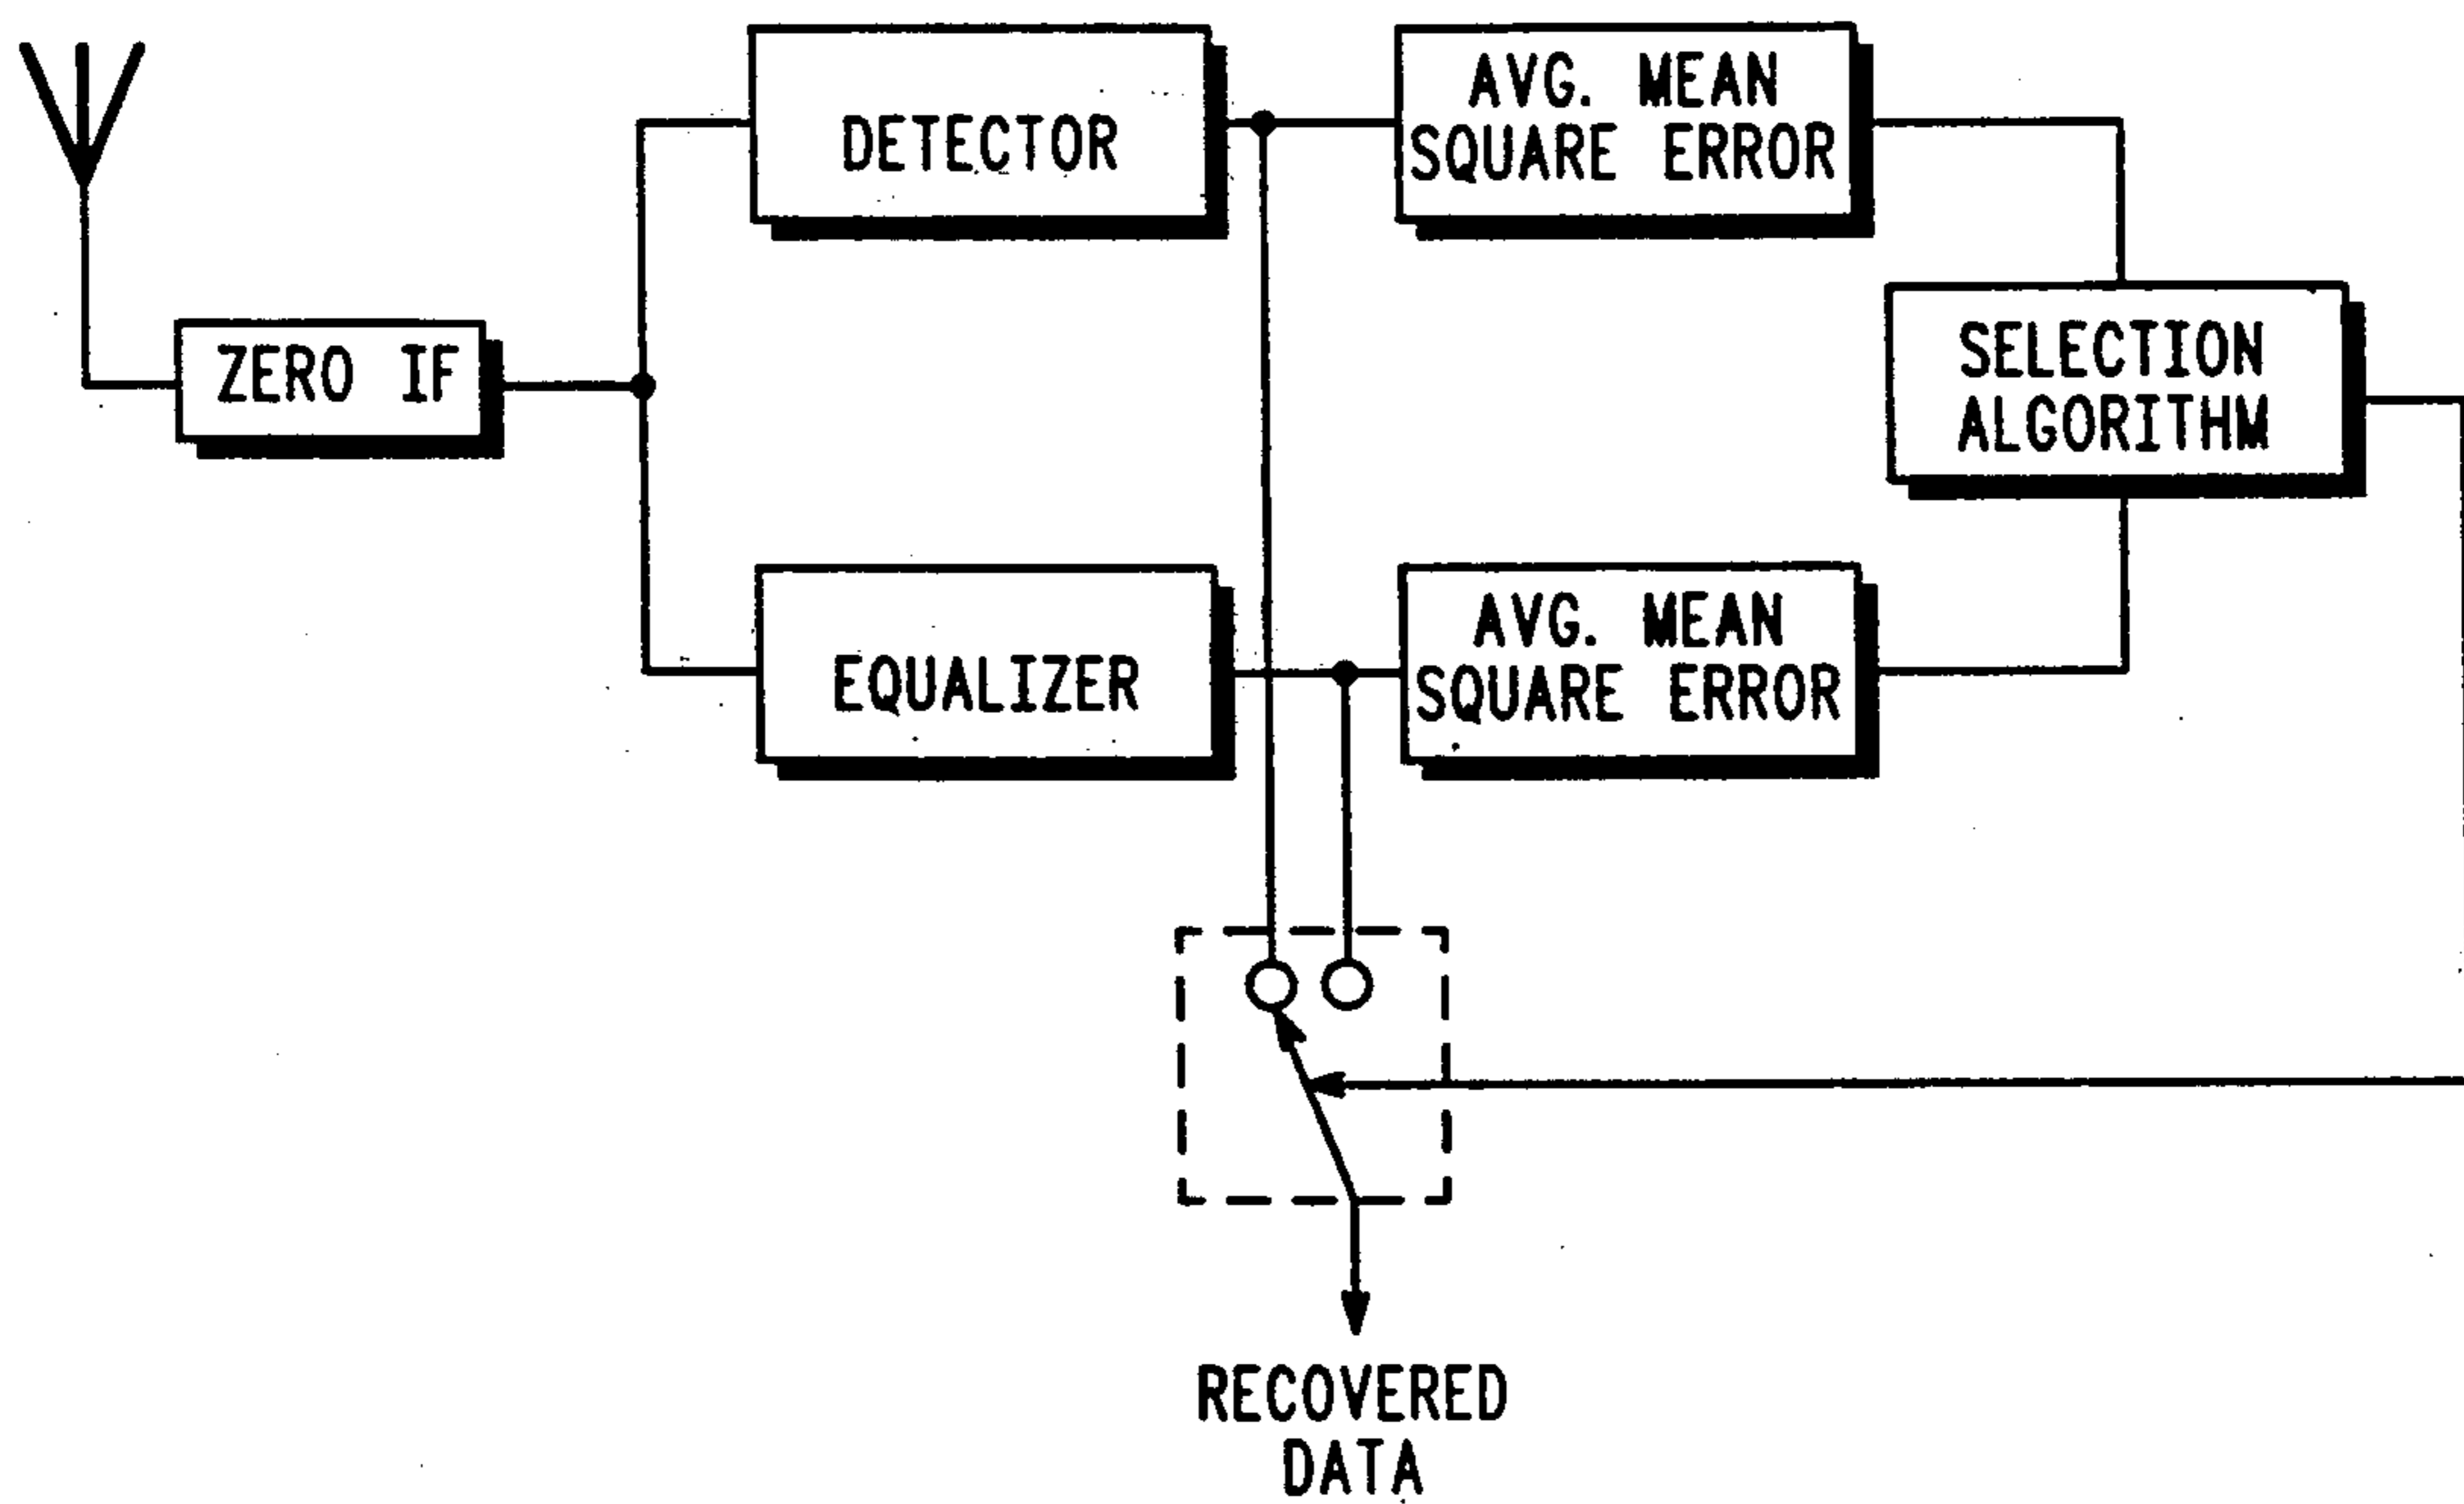 DETECTOR
AVG. MEAN
SQUARE ERROR
ZERO IF
SELECTION
ALGORITHM
EQUALIZER
AVG. MEAN
SQUARE ERROR
RECOVERED
DATA